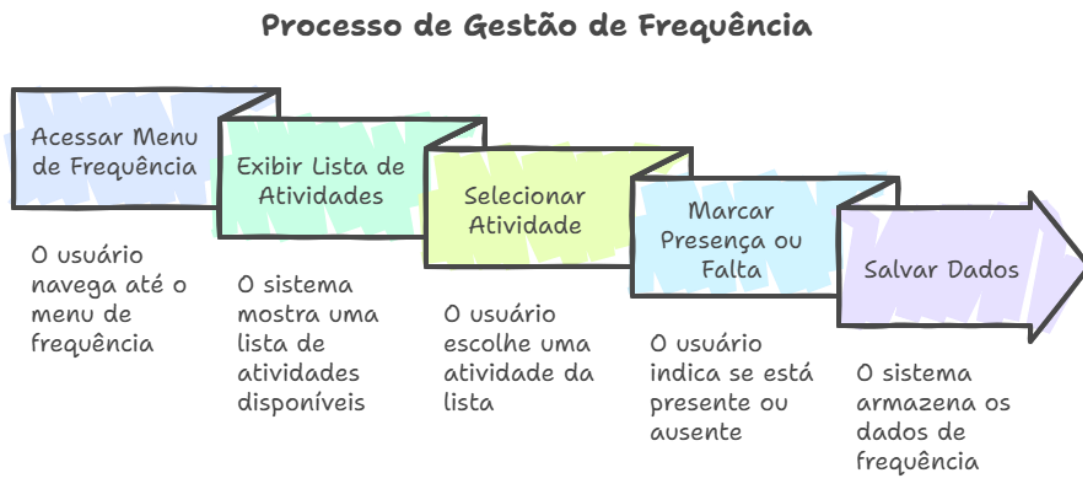 Processo de Gestão de Frequência
Acessar Menu
de Frequência
O usuário
navega até o
menu de
frequência
Exibir Lista de
Atividades
O sistema
mostra uma
lista de
atividades
disponíveis
Selecionar
Atividade
O usuário
escolhe uma
atividade da
lista
Marcar
Presença ou
Falta
O usuário
indica se está
presente ou
ausente
Salvar Dados
O sistema
armazena os
dados de
frequência